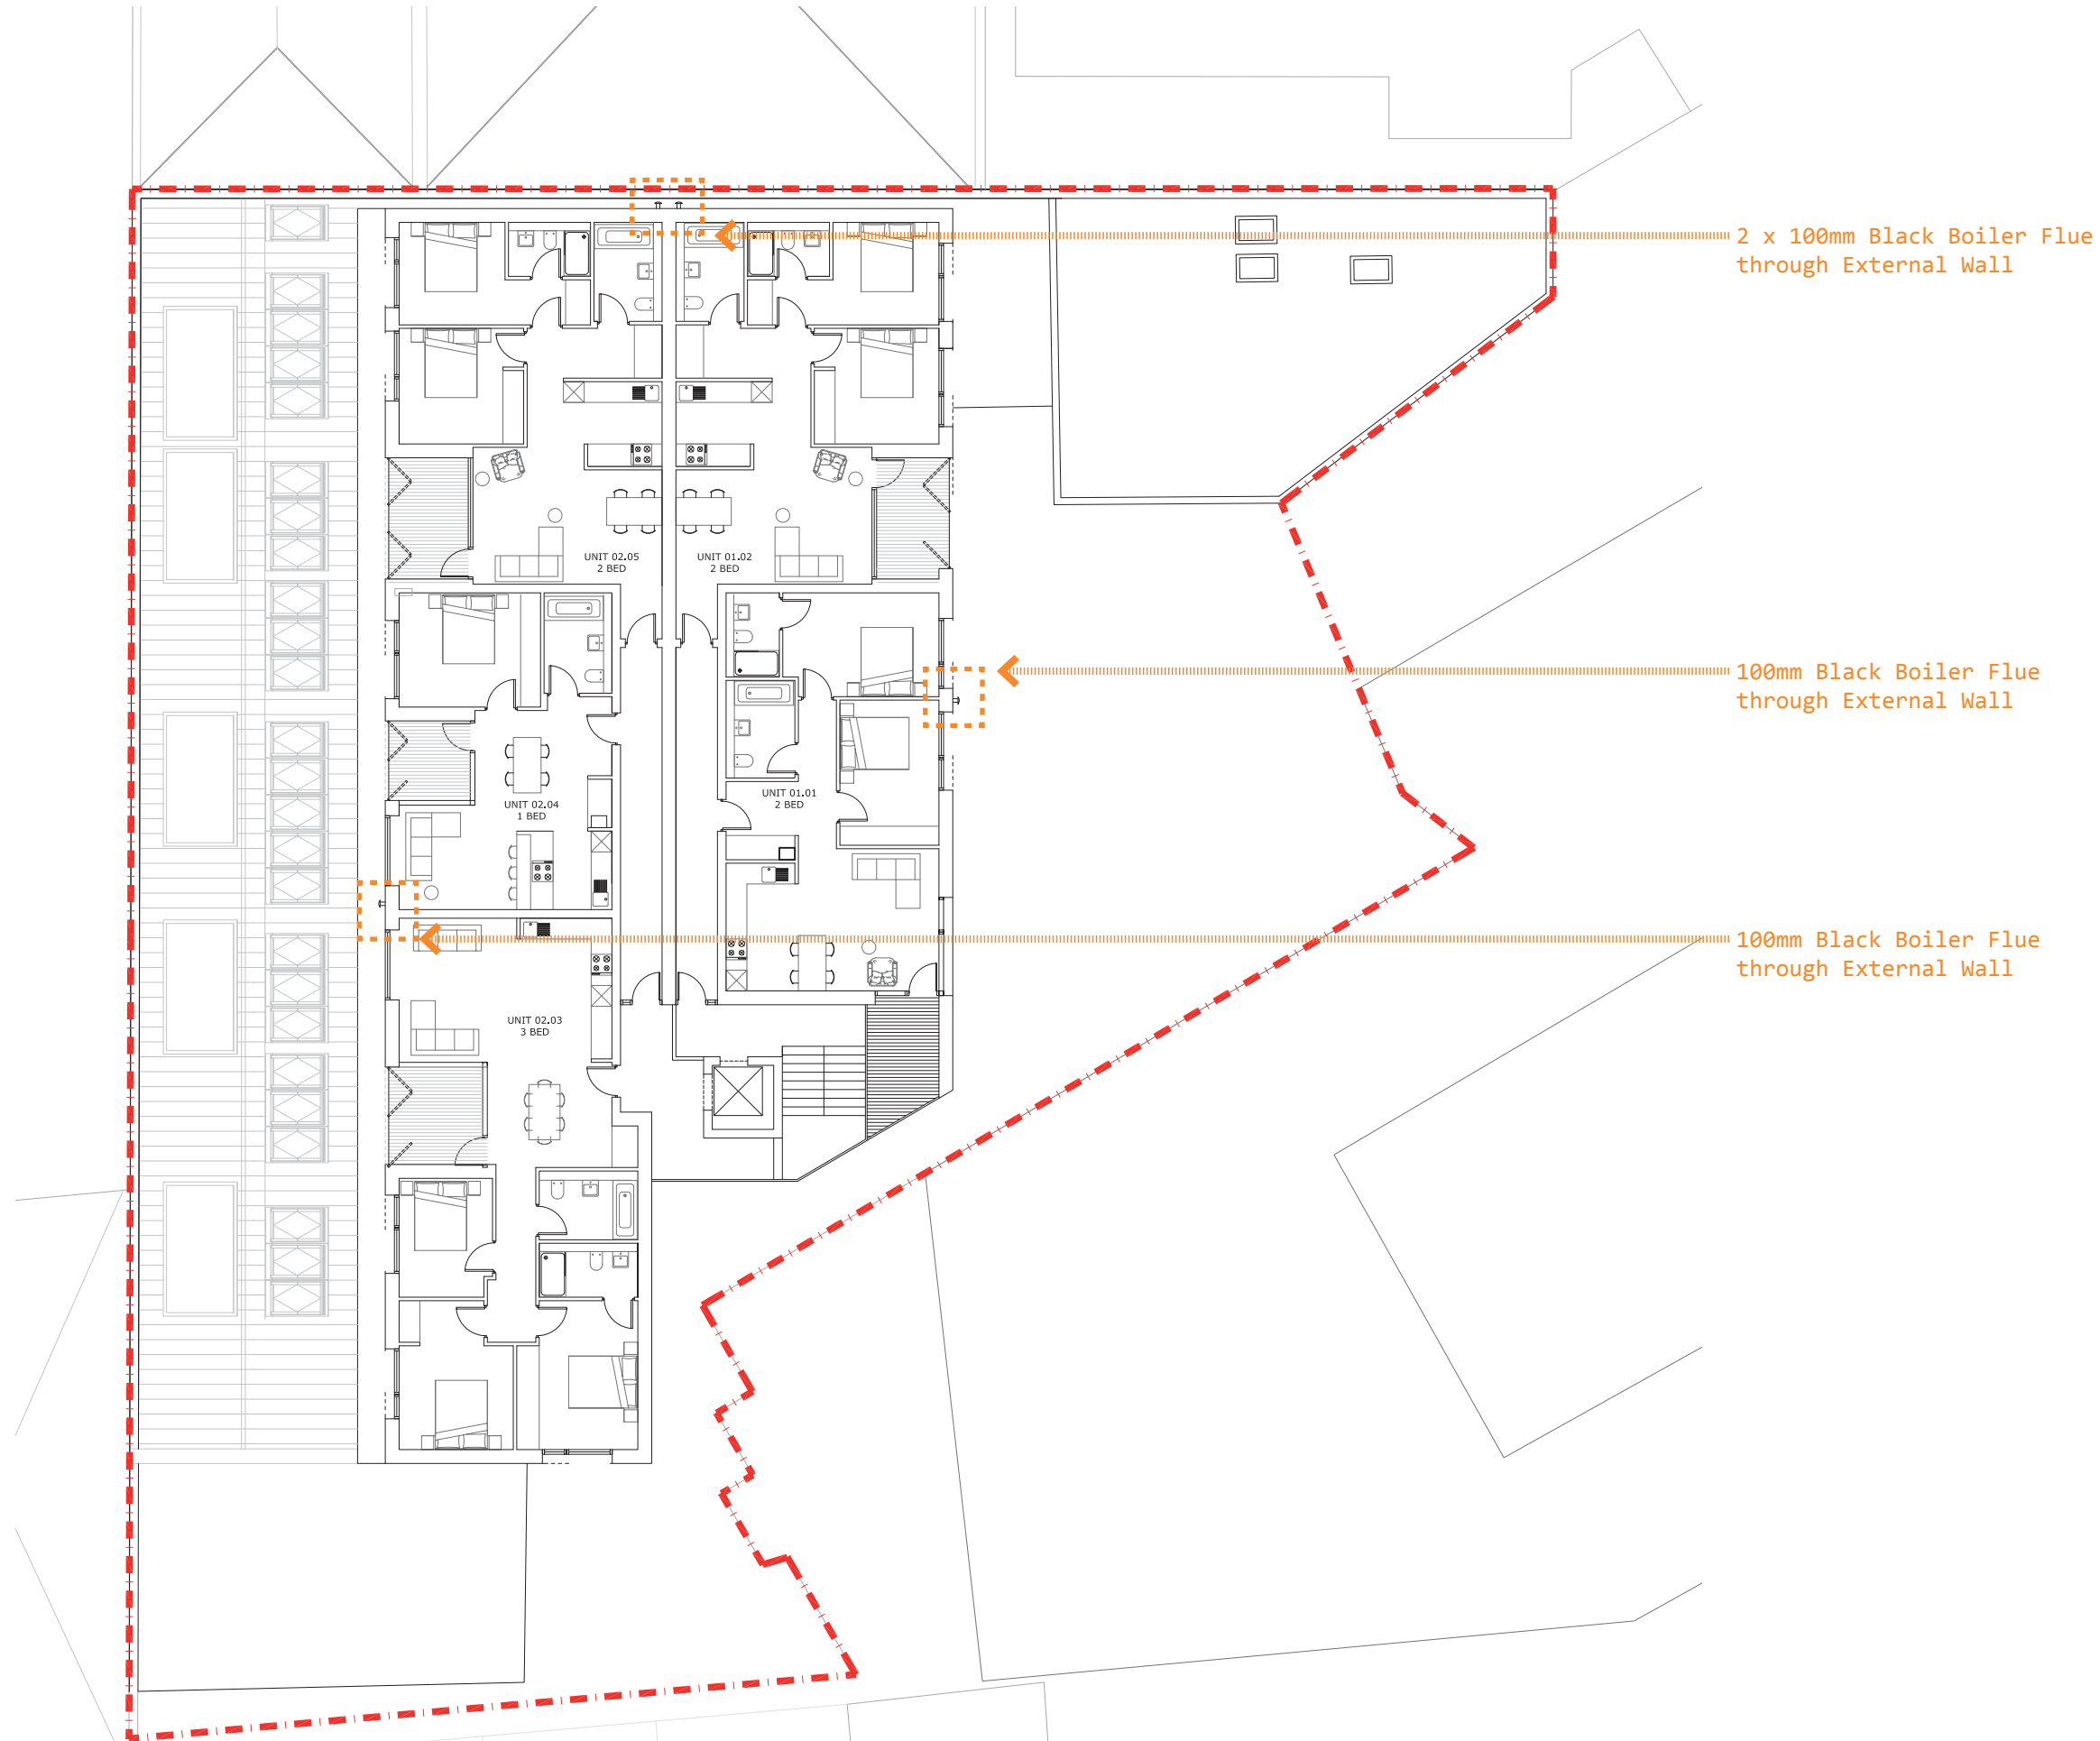 2 x 100mm Black Boiler Flue
through External Wall
UNIT 02.05
2 BED
UNIT 01.02
2 BED
100mm Black Boiler Flue
through External Wall
UNIT 02.04
1 BED
UNIT 01.01
2 BED
100mm Black Boiler Flue
through External Wall
UNIT 02.03
3 BED